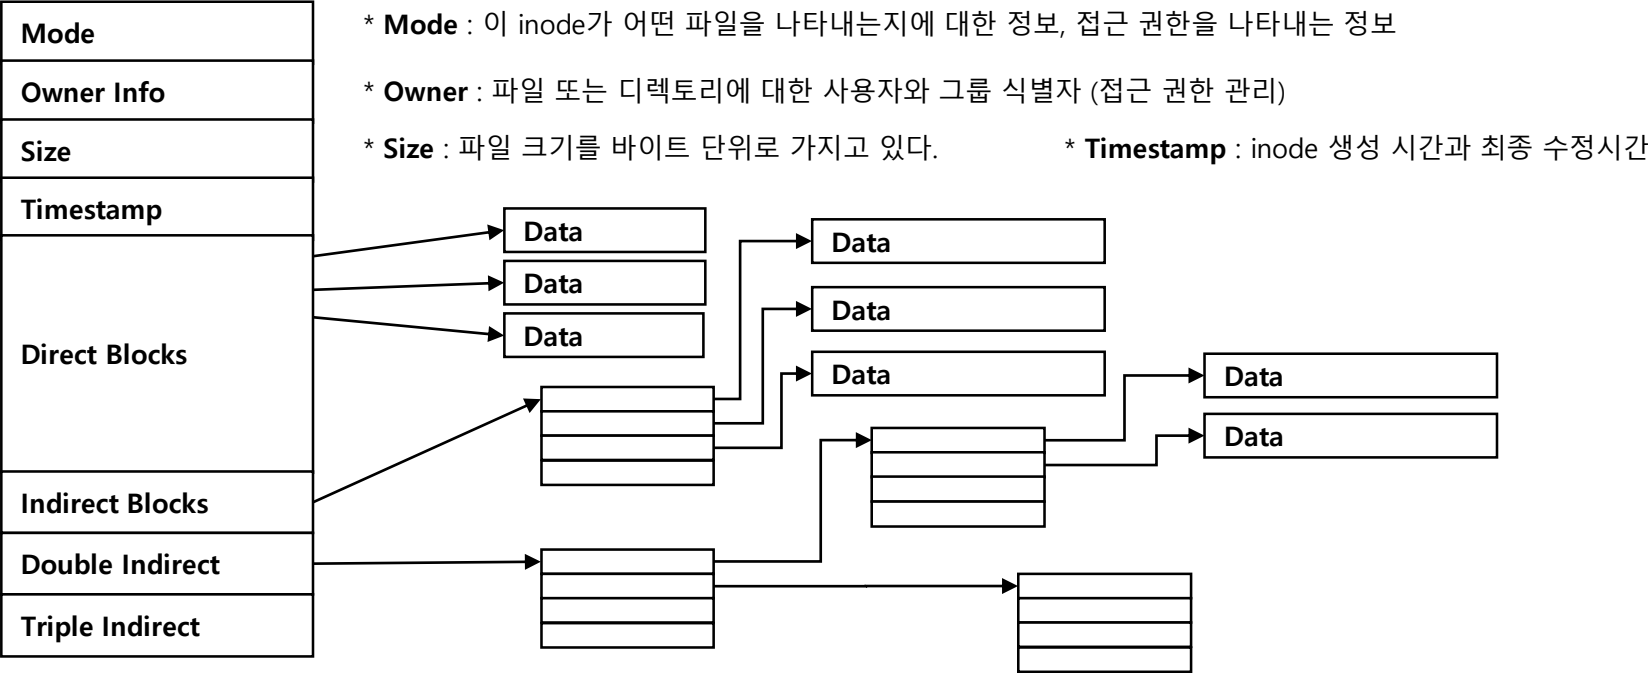 Mode
* Mode : 이 inode가 어떤 파일을 나타내는지에 대한 정보, 접근 권한을 나타내는 정보
Owner Info
* Owner : 파일 또는 디렉토리에 대한 사용자와 그룹 식별자 (접근 권한 관리)
Size
* Size : 파일 크기를 바이트 단위로 가지고 있다.
* Timestamp : inode 생성 시간과 최종 수정시간
Timestamp
Direct Blocks
Data
Data
Data
Data
Data
Data
Data
Data
Indirect Blocks
Double Indirect
Triple Indirect